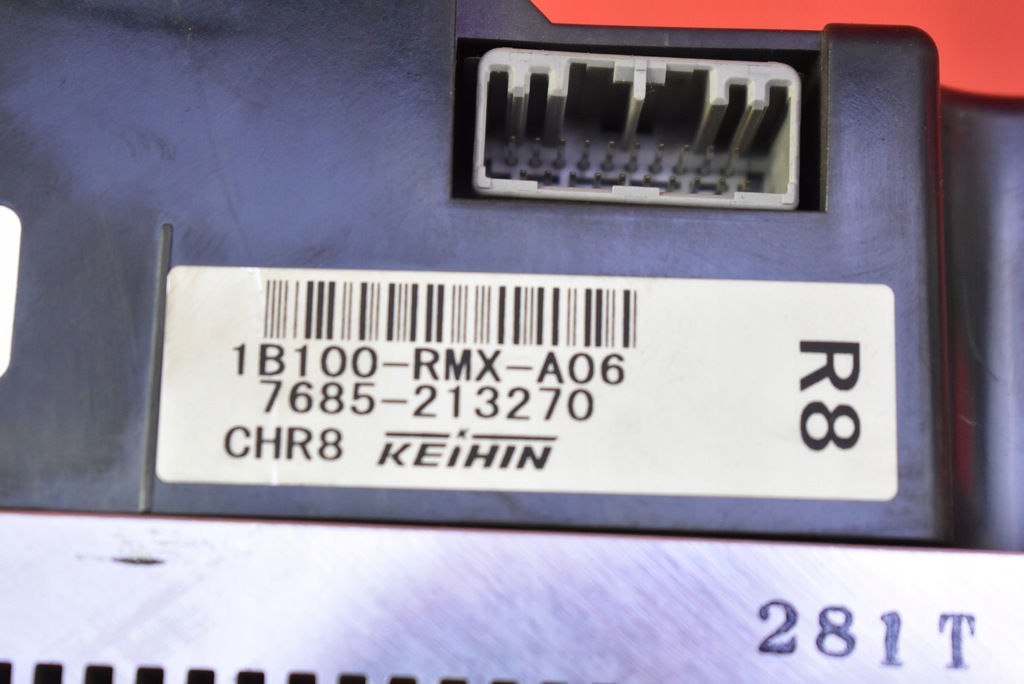 1B100-RMX-A06
7685-213270
CHR8 KEIHIN
R8
281T